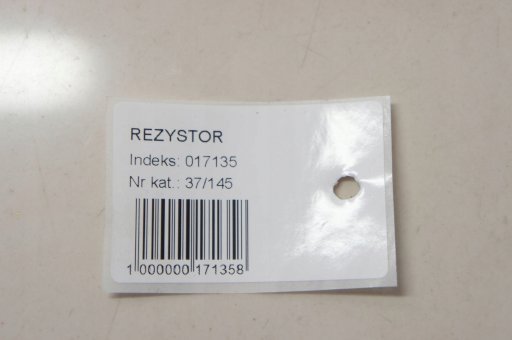 REZYSTOR
Indeks: 017135
Nr kat.: 37/145
1 000000 171358